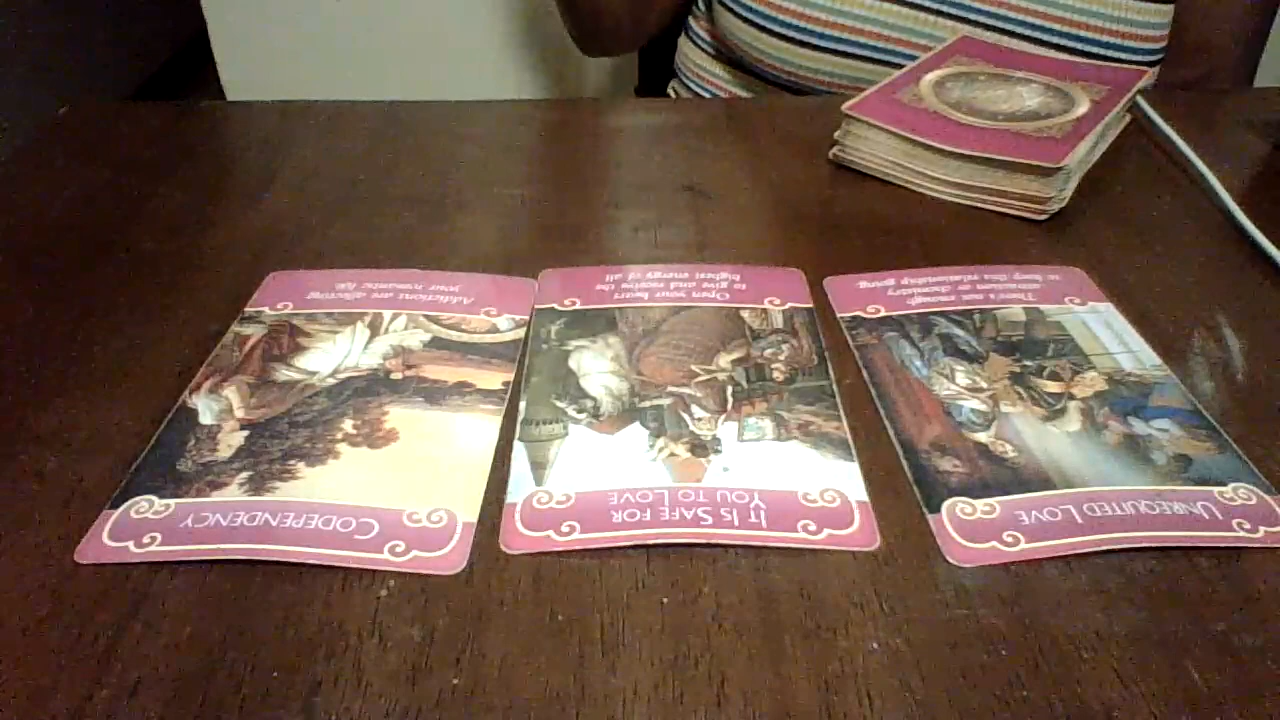 CODEPENDENCY
Addictions are affecting
your romantic life
IT IS SAFE FOR
YOU TO LOVE
Open your heart
to give and receive the
highest energy of all
UNREQUITED LOVE
There's not enough
attraction or chemistry
to keep this relationship going